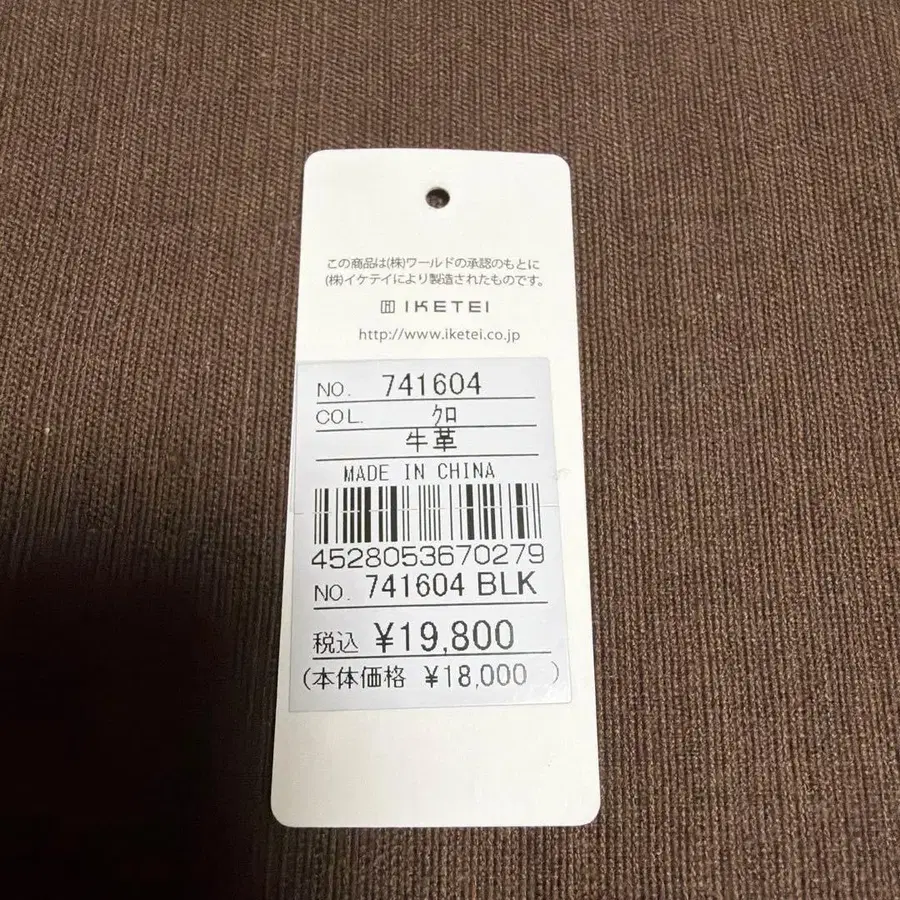 この商品は(株)ワールドの承認のもとに
(株)イケテイにより製造されたものです。
IKETEI
http://www.iketei.co.jp
NO. 741604
COL. ｸﾛ
牛革
MADE IN CHINA
4528053670279
NO. 741604 BLK
税込 ¥19,800
(本体価格 ¥18,000 )